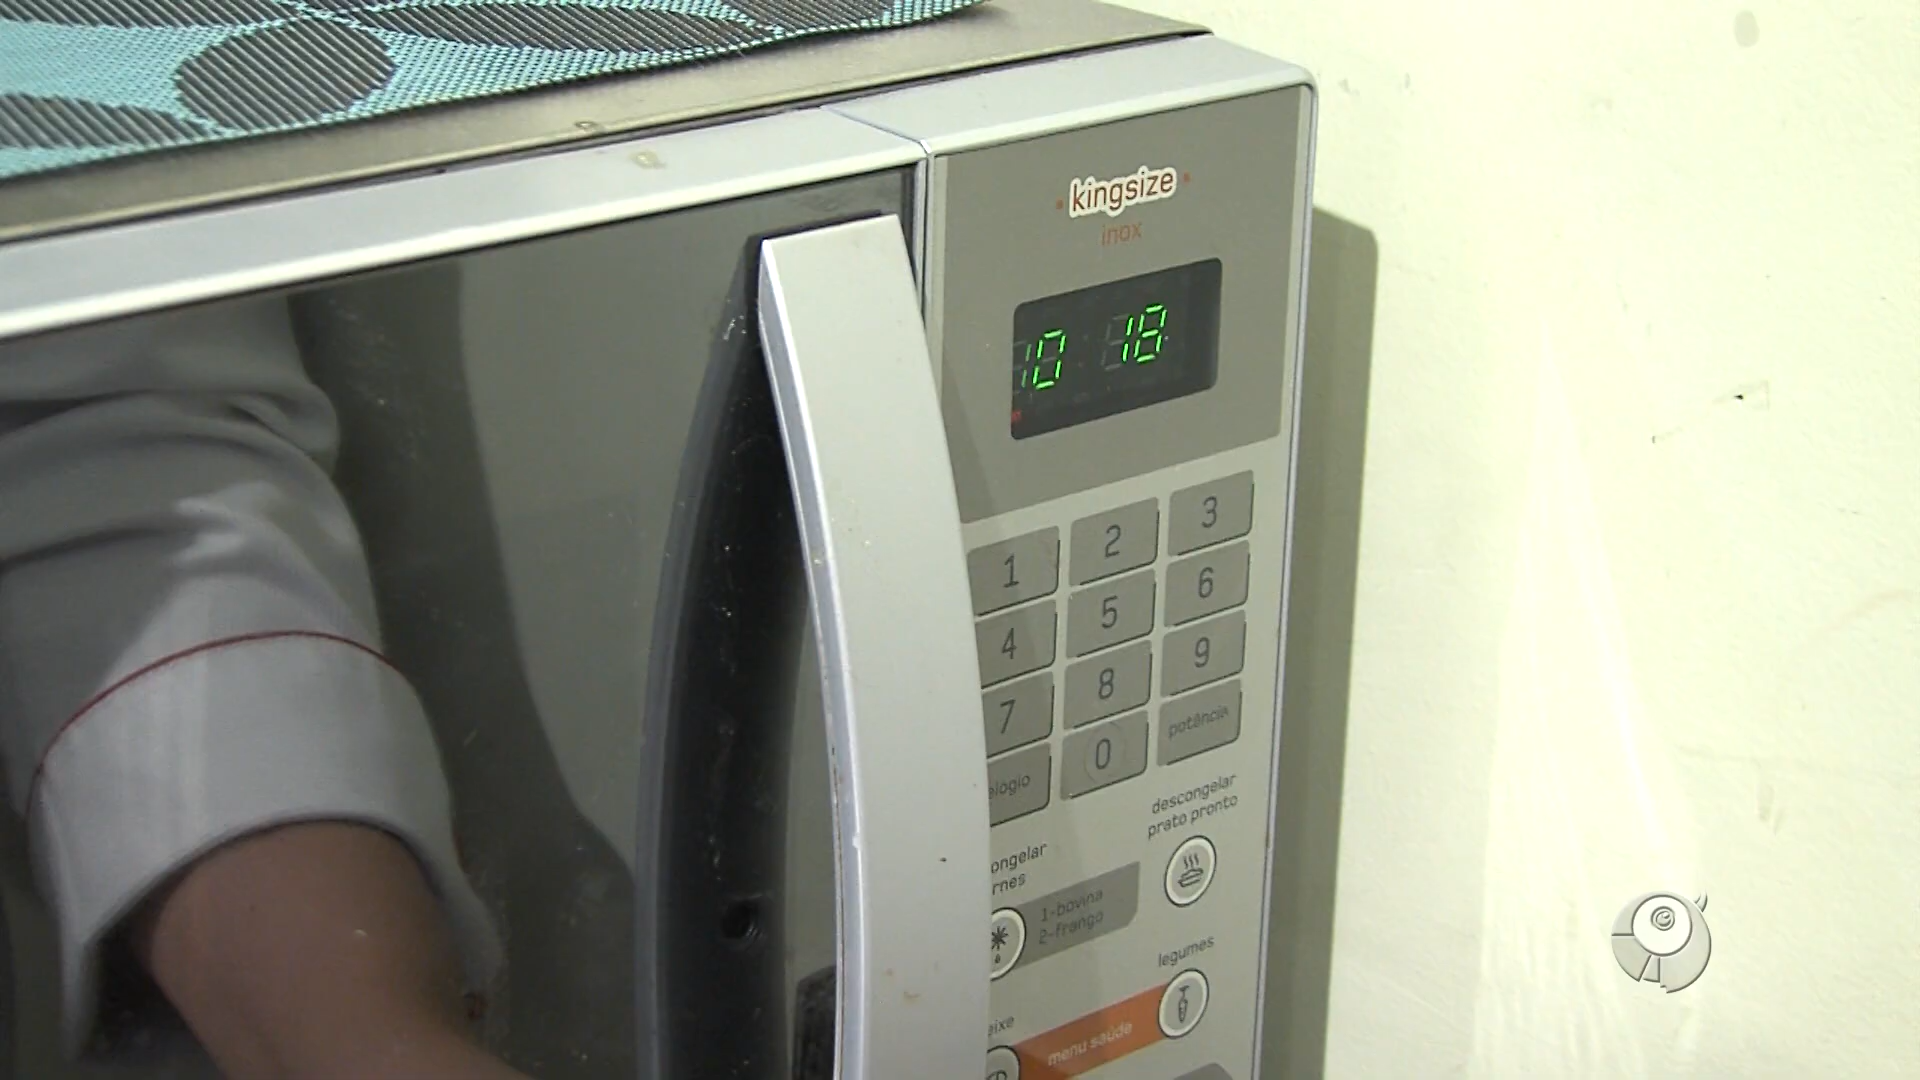 kingsize
inox
10 18
1 2 3
4 5 6
7 8 9
elógio 0 potência
descongelar
prato pronto
ongelar
rnes
1-bovina
2-frango
legumes
eixe
menu saúde